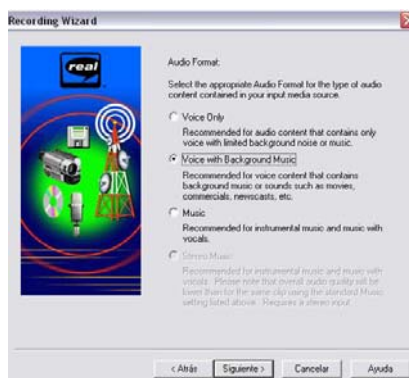 Recording Wizard
real
Audio Format:
Select the appropriate Audio Format for the type of audio
content contained in your input media source.
Voice Only
Recommended for audio content that contains only
voice with limited background noise or music.
Voice with Background Music
Recommended for voice content that contains
background music or sounds such as movies,
commercials, newscasts, etc.
Music
Recommended for instrumental music and music with
vocals.
Stereo Music
Recommended for instrumental music and music with
vocals. Please note that overall audio quality will be
lower than for the same clip using the standard Music
setting listed above. Requires a stereo input.
< Atrás
Siguiente >
Cancelar
Ayuda